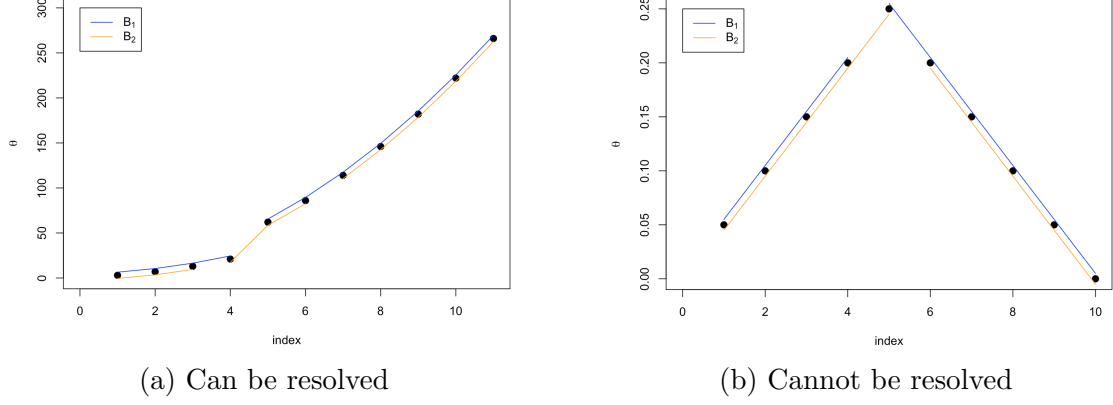 300
250
200
150
100
50
0
θ
B₁
B₂
0 2 4 6 8 10
index
(a) Can be resolved
0.25
0.20
0.15
0.10
0.05
0.00
θ
B₁
B₂
0 2 4 6 8 10
index
(b) Cannot be resolved